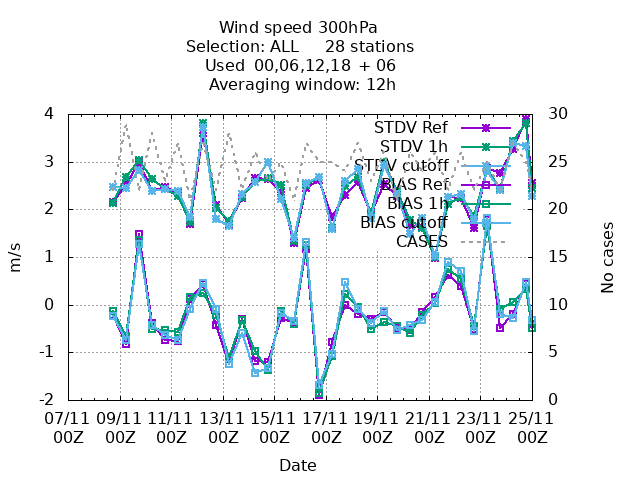 Wind speed 300hPa
Selection: ALL 28 stations
Used 00,06,12,18 + 06
Averaging window: 12h
4
3
2
1
0
-1
-2
m/s
30
25
20
15
10
5
0
No cases
STDV Ref
STDV 1h
STDV cutoff
BIAS Ref
BIAS 1h
BIAS cutoff
CASES
07/11 09/11 11/11 13/11 15/11 17/11 19/11 21/11 23/11 25/11
00Z 00Z 00Z 00Z 00Z 00Z 00Z 00Z 00Z 00Z
Date